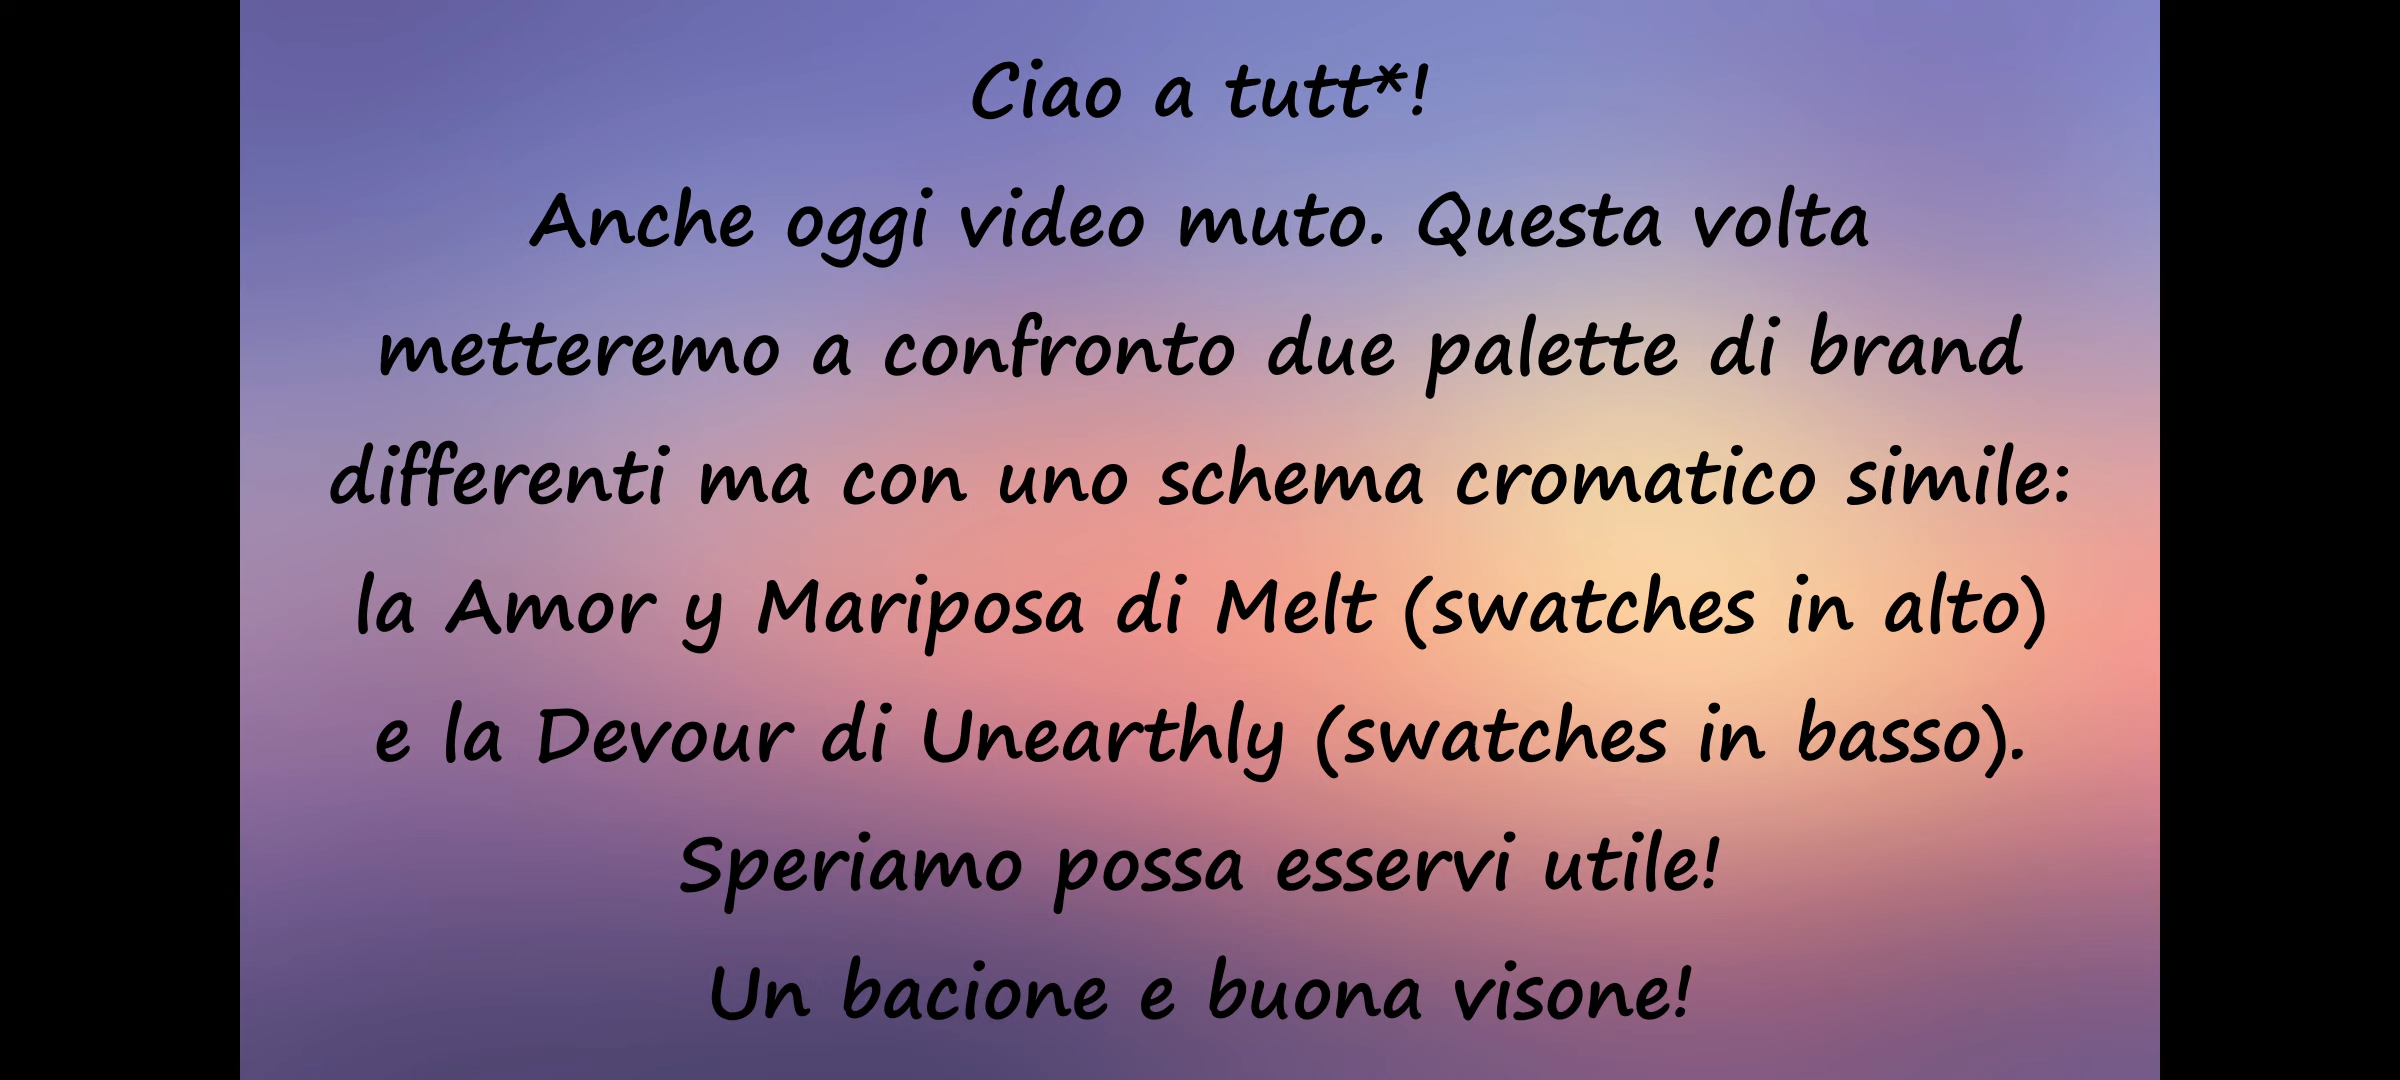 Ciao a tutt*!
Anche oggi video muto. Questa volta
metteremo a confronto due palette di brand
differenti ma con uno schema cromatico simile:
la Amor y Mariposa di Melt (swatches in alto)
e la Devour di Unearthly (swatches in basso).
Speriamo possa esservi utile!
Un bacione e buona visone!